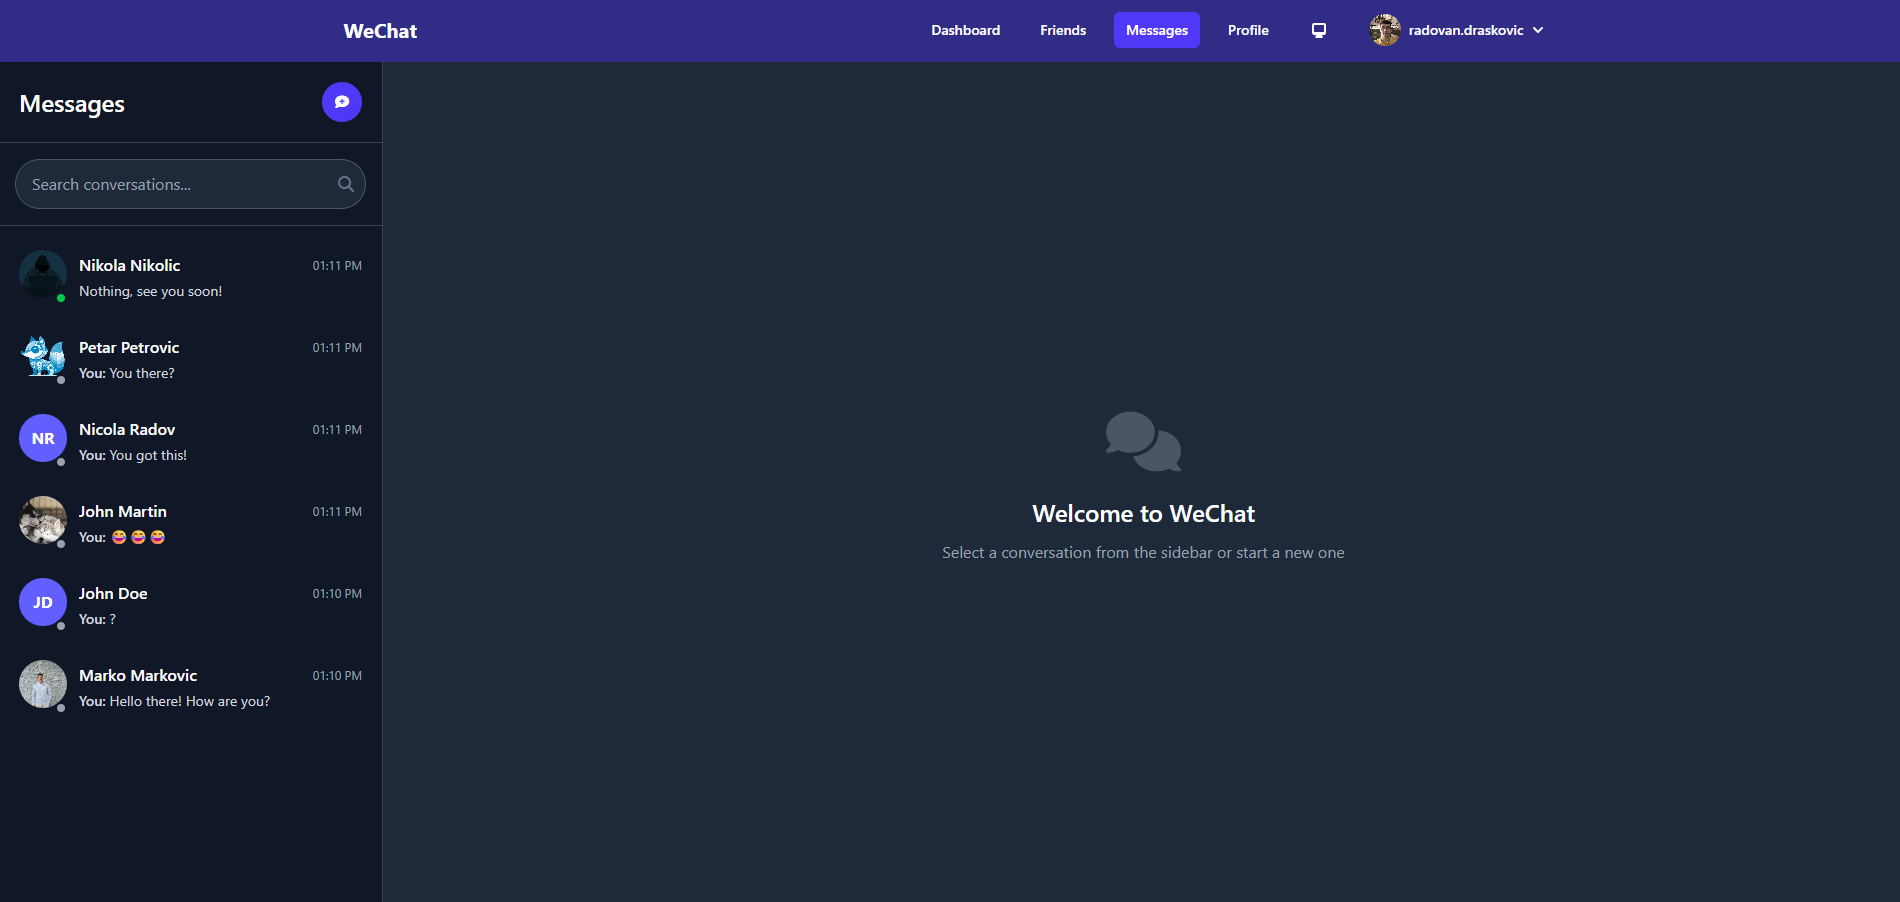 WeChat
Dashboard
Friends
Messages
Profile
radovan.draskovic
Messages
Search conversations...
Nikola Nikolic
01:11 PM
Nothing, see you soon!
Petar Petrovic
01:11 PM
You: You there?
NR
Nicola Radov
01:11 PM
You: You got this!
John Martin
01:11 PM
You: 😂 😂 😂
JD
John Doe
01:10 PM
You: ?
Marko Markovic
01:10 PM
You: Hello there! How are you?
Welcome to WeChat
Select a conversation from the sidebar or start a new one